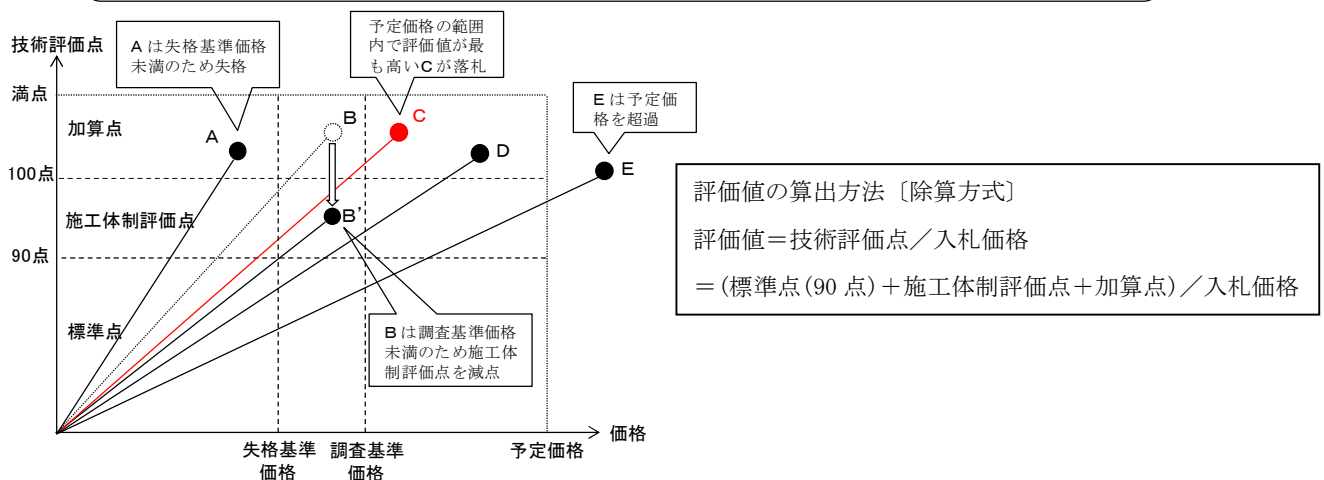 技術評価点
Aは失格基準価格
未満のため失格
予定価格の範囲
内で評価値が最
も高いCが落札
満点
加算点
A
B
C
D
Eは予定価
格を超過
E
100点
施工体制評価点
B’
90点
標準点
Bは調査基準価格
未満のため施工体
制評価点を減点
価格
失格基準
価格
調査基準
価格
予定価格
評価値の算出方法〔除算方式〕
評価値＝技術評価点／入札価格
＝(標準点(90 点)＋施工体制評価点＋加算点)／入札価格